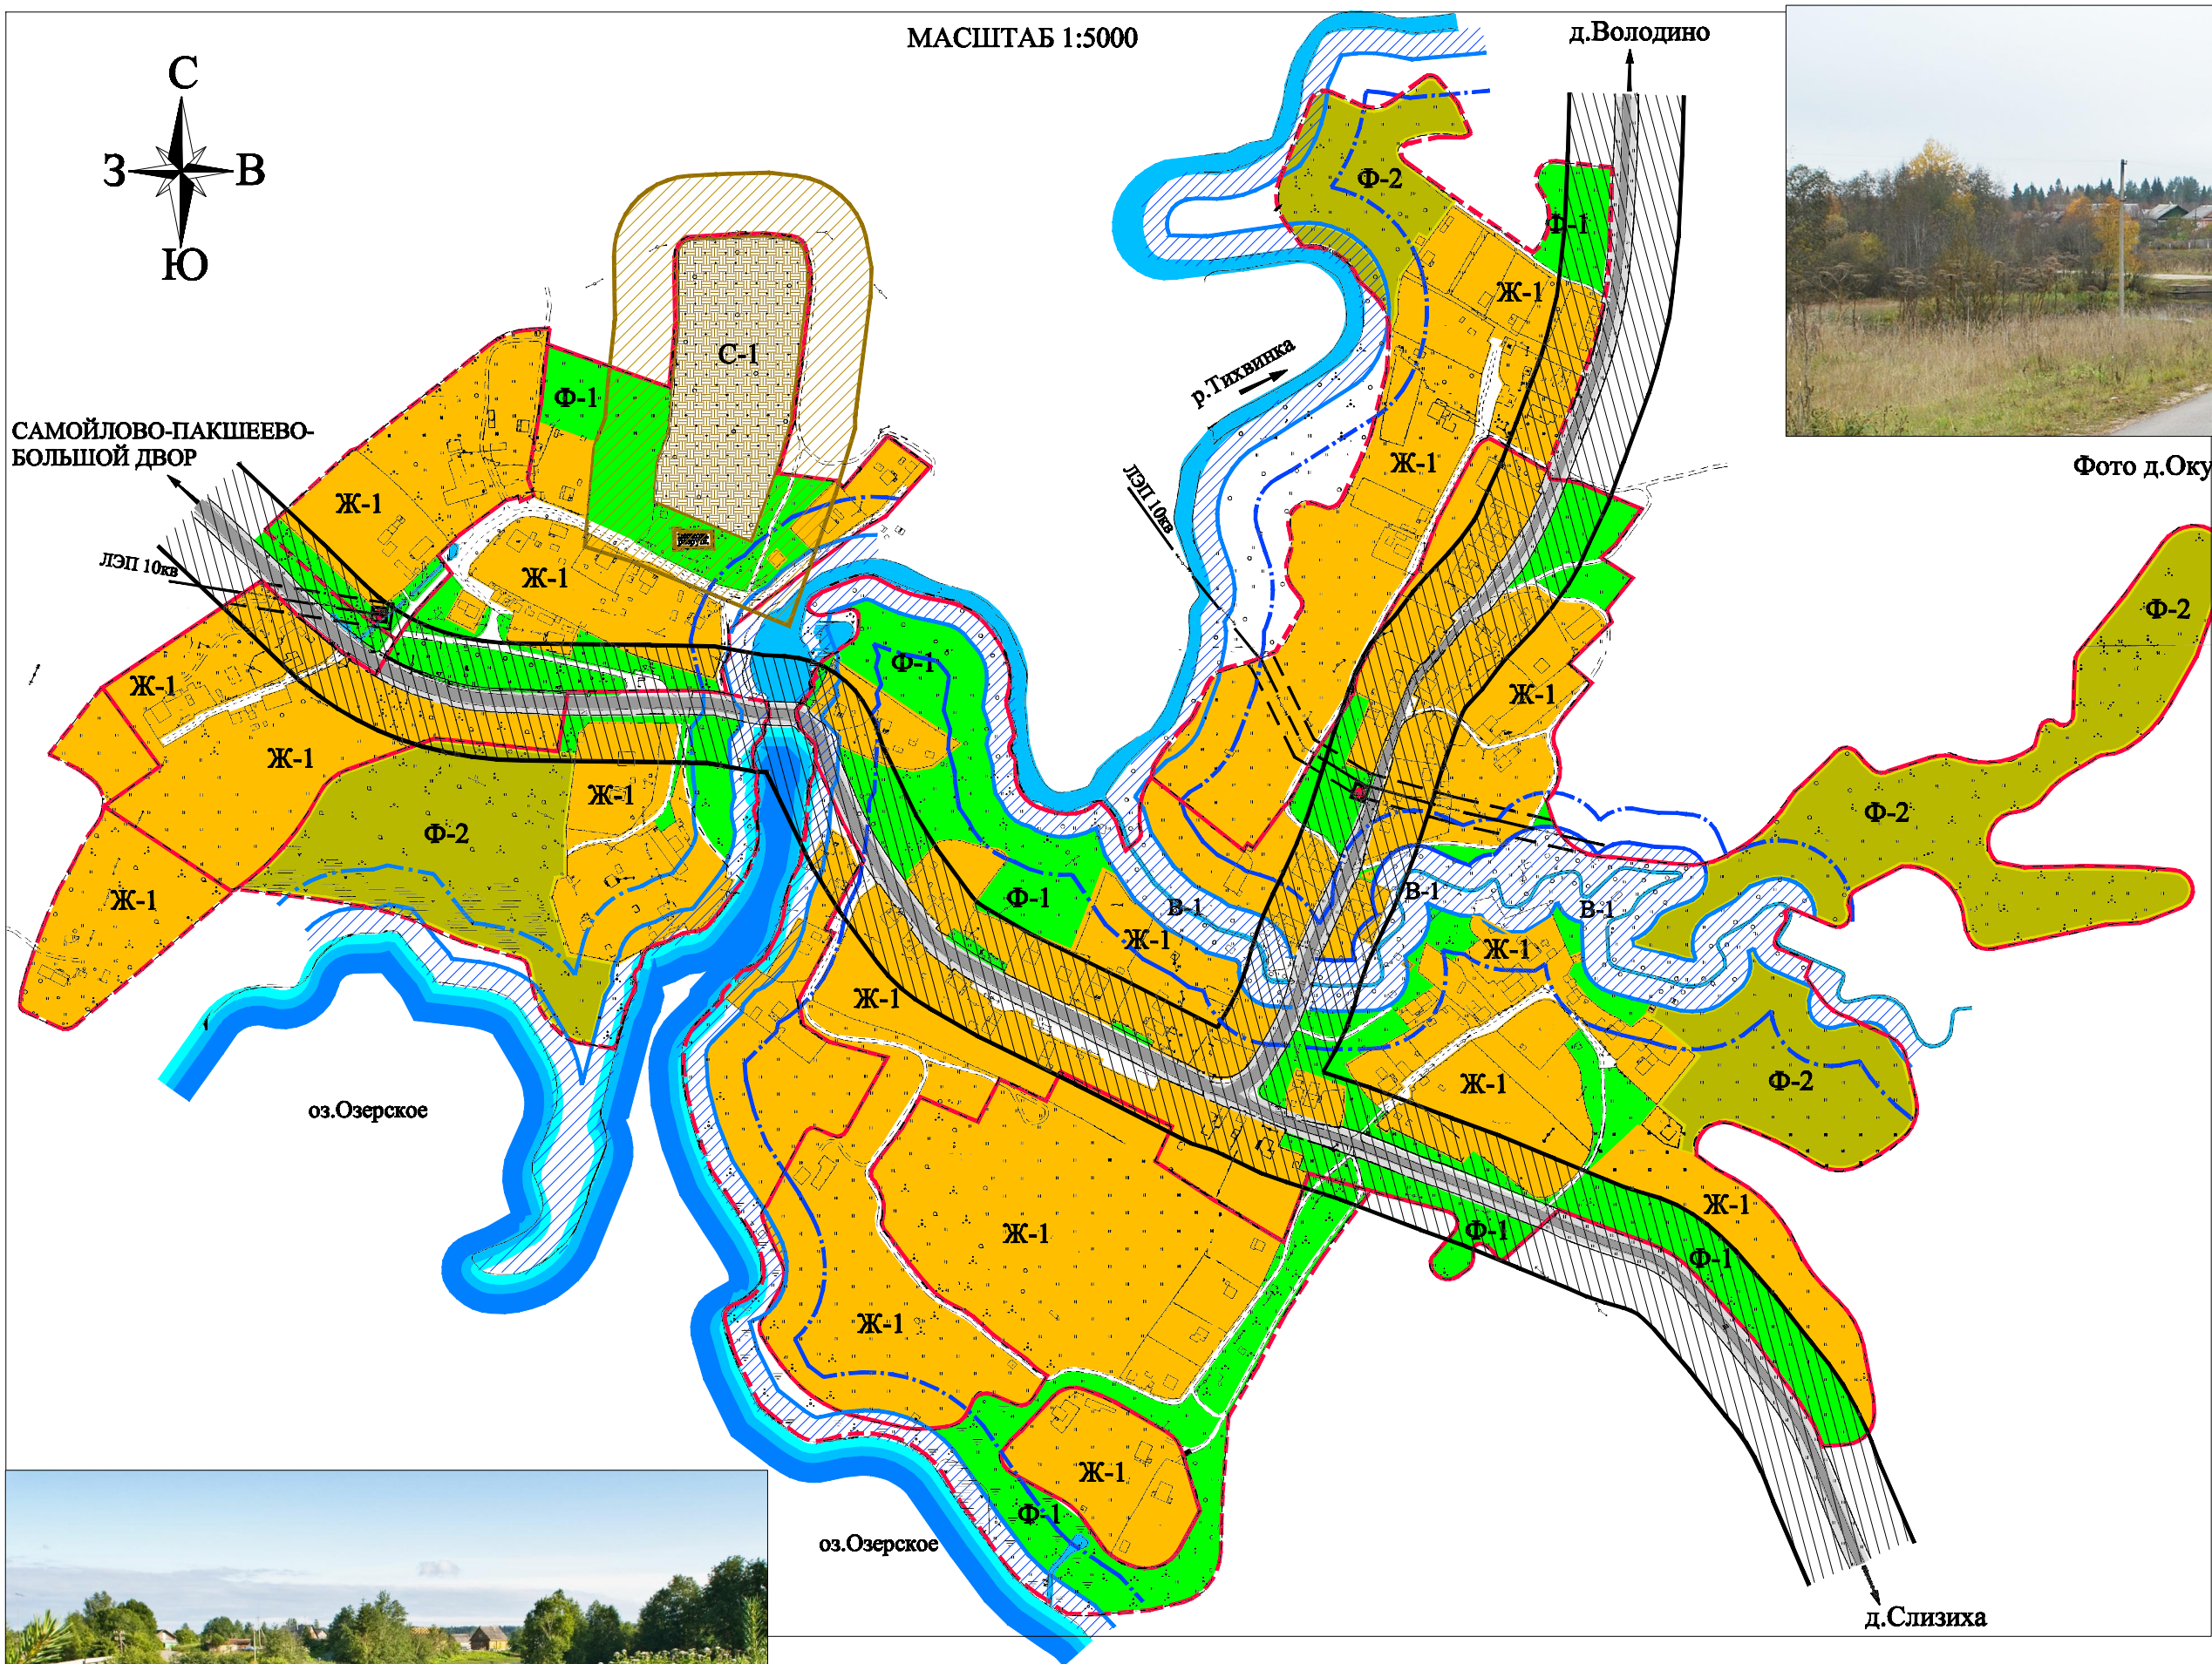 МАСШТАБ 1:5000
д.Володино
С
З
В
Ю
Ф-2
Ф-1
Ж-1
С-1
р.Тихвинка
Ф-1
САМОЙЛОВО-ПАКШЕЕВО-
БОЛЬШОЙ ДВОР
Ж-1
Ж-1
ЛЭП 10кв
Фото д.Оку
Ж-1
ЛЭП 10кв
Ф-2
Ф-1
Ж-1
Ж-1
Ж-1
Ж-1
Ф-2
Ф-2
Ж-1
Ф-1
В-1
В-1
В-1
Ж-1
Ж-1
Ж-1
Ж-1
Ф-2
оз.Озерское
Ж-1
Ж-1
Ф-1
Ф-1
Ж-1
Ж-1
Ф-1
оз.Озерское
д.Слизиха